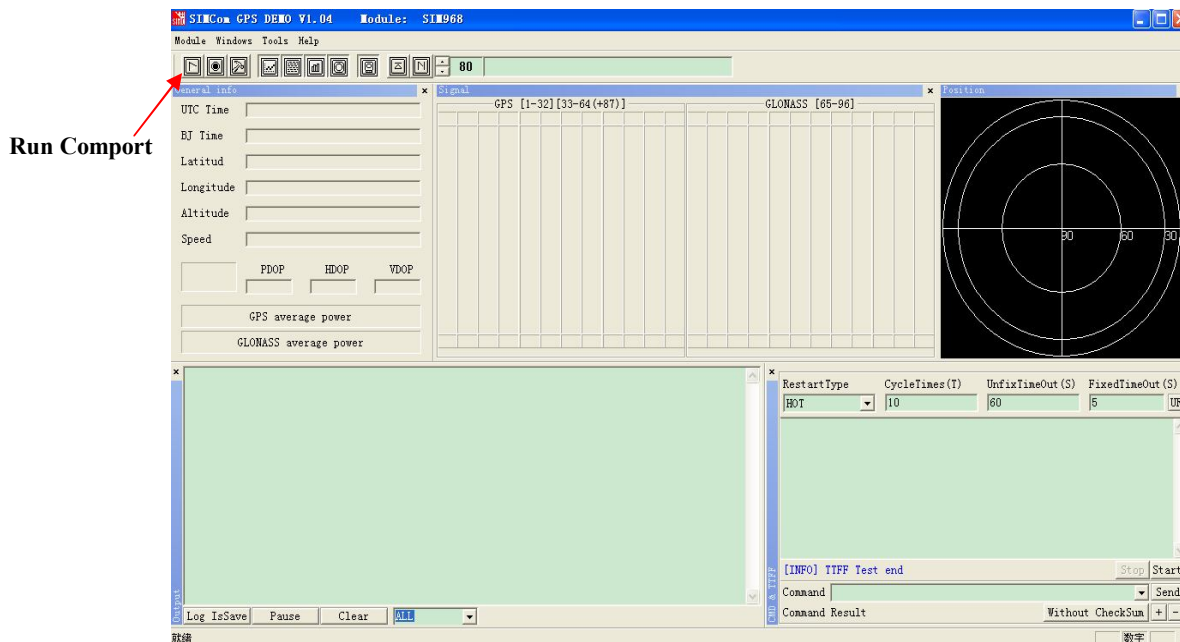 SIMCom GPS DEMO V1.04 Module: SIM968
Module Windows Tools Help
80
Run Comport
General info
UTC Time
BJ Time
Latitud
Longitude
Altitude
Speed
PDOP HDOP VDOP
GPS average power
GLONASS average power
Signal
GPS [1-32][33-64(+87)] GLONASS [65-96]
Position
90 60 30
Output
Log IsSave Pause Clear ALL
CMD & TTFF
RestartType CycleTimes(T) UnfixTimeOut(S) FixedTimeOut(S)
HOT 10 60 5
[INFO] TTFF Test end Stop Start
Command Send
Command Result Without CheckSum + -
就绪 数字